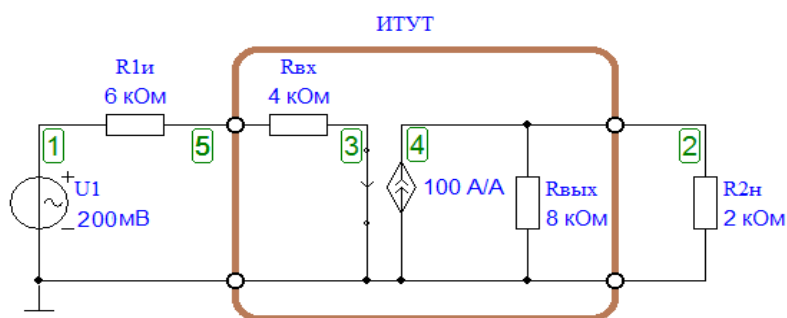 ИТУТ
R1и
6 кОм
Rвх
4 кОм
1
5
3
4
2
U1
200мВ
100 А/А
Rвых
8 кОм
R2н
2 кОм